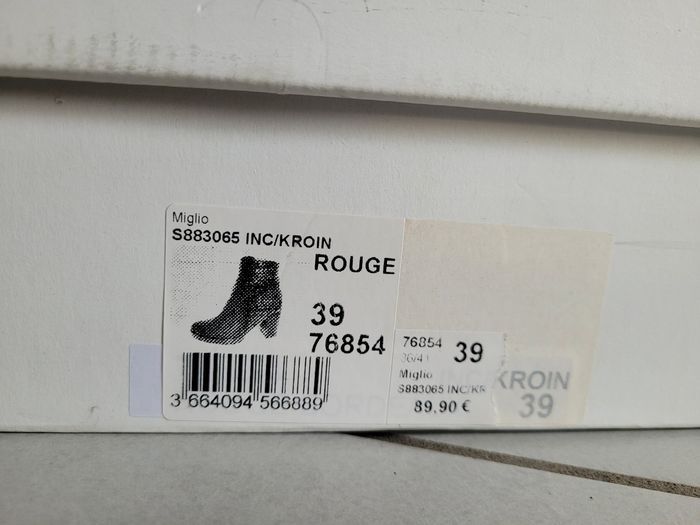 Miglio
S883065 INC/KROIN
ROUGE
39
76854
3 664094 566889
76854 39
36/41
Miglio
S883065 INC/KR
89,90 €
KROIN
39